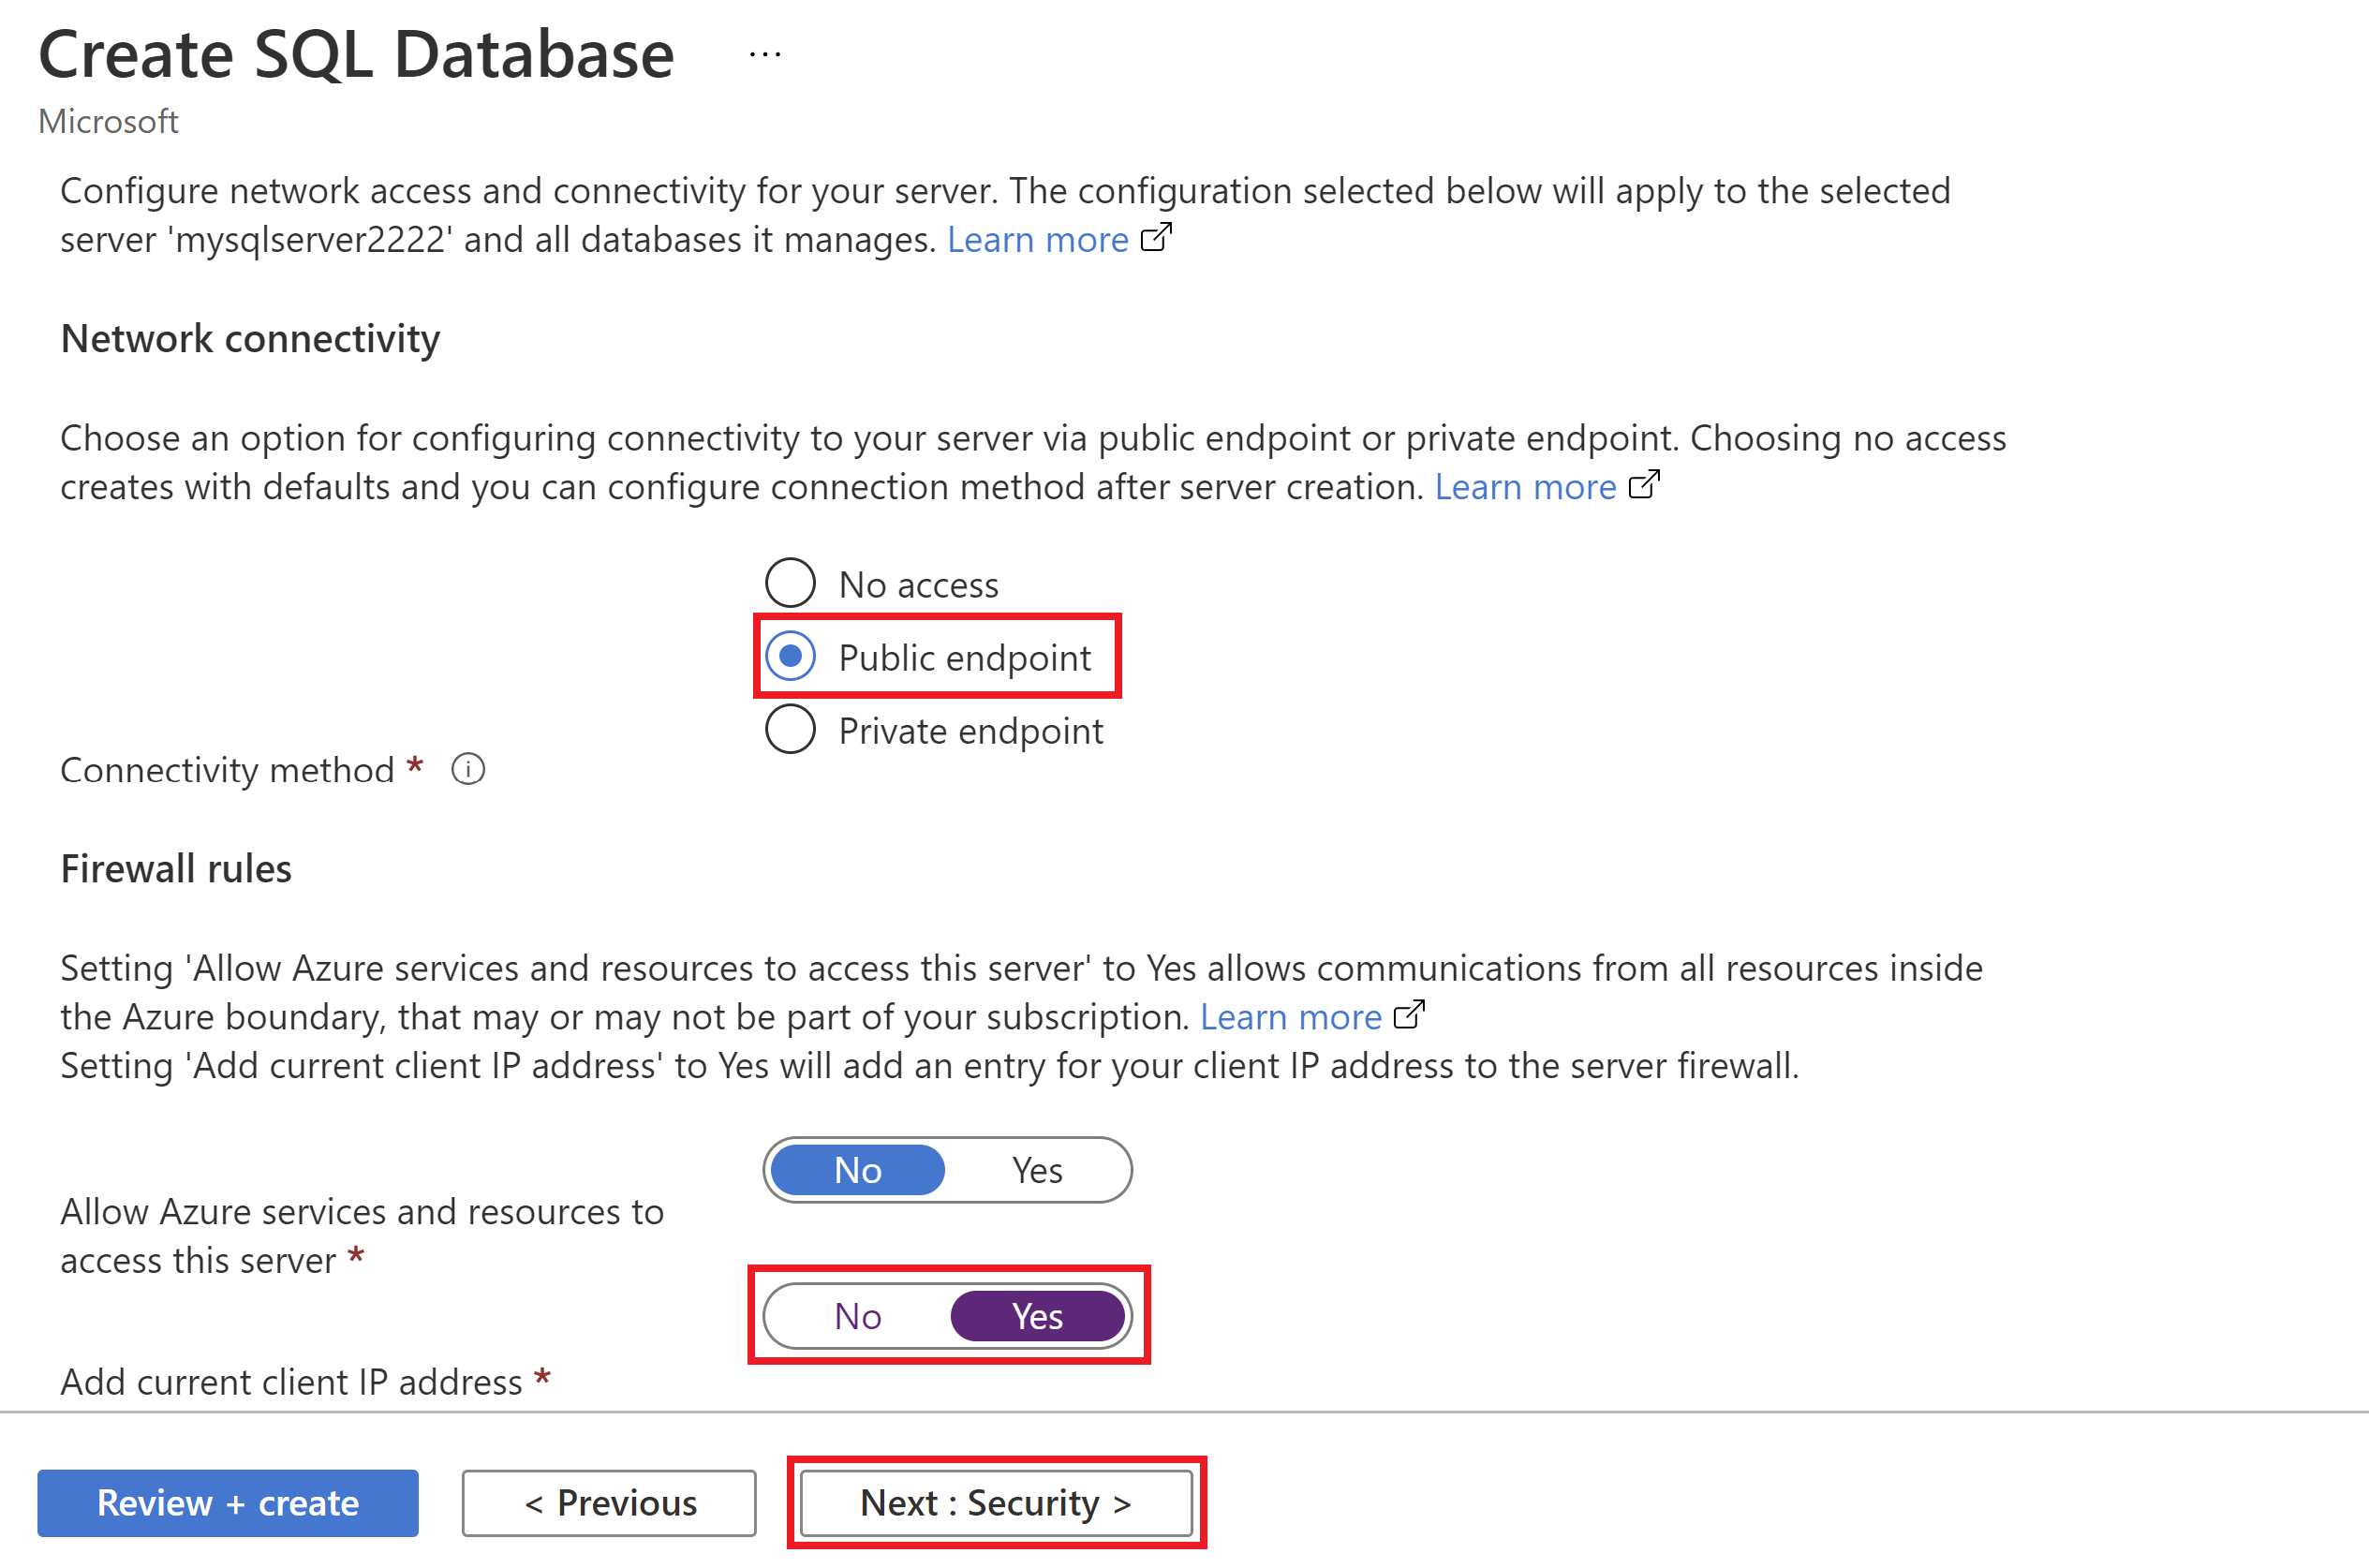 Create SQL Database ...
Microsoft
Configure network access and connectivity for your server. The configuration selected below will apply to the selected
server 'mysqlserver2222' and all databases it manages. Learn more
Network connectivity
Choose an option for configuring connectivity to your server via public endpoint or private endpoint. Choosing no access
creates with defaults and you can configure connection method after server creation. Learn more
No access
Public endpoint
Private endpoint
Connectivity method *
Firewall rules
Setting 'Allow Azure services and resources to access this server' to Yes allows communications from all resources inside
the Azure boundary, that may or may not be part of your subscription. Learn more
Setting 'Add current client IP address' to Yes will add an entry for your client IP address to the server firewall.
No Yes
Allow Azure services and resources to
access this server *
No Yes
Add current client IP address *
Review + create < Previous Next : Security >